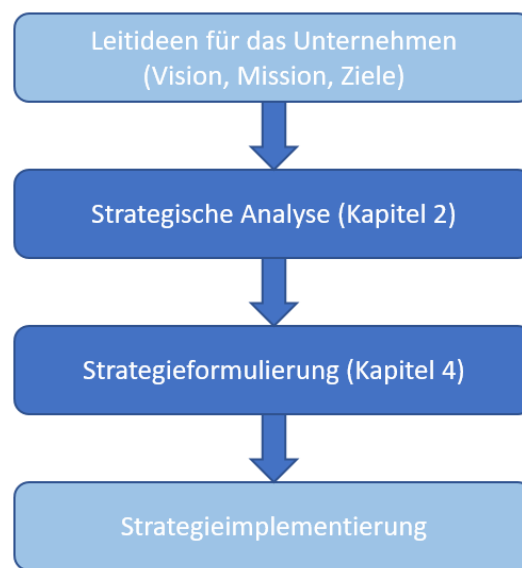 Leitideen für das Unternehmen
(Vision, Mission, Ziele)
Strategische Analyse (Kapitel 2)
Strategieformulierung (Kapitel 4)
Strategieimplementierung